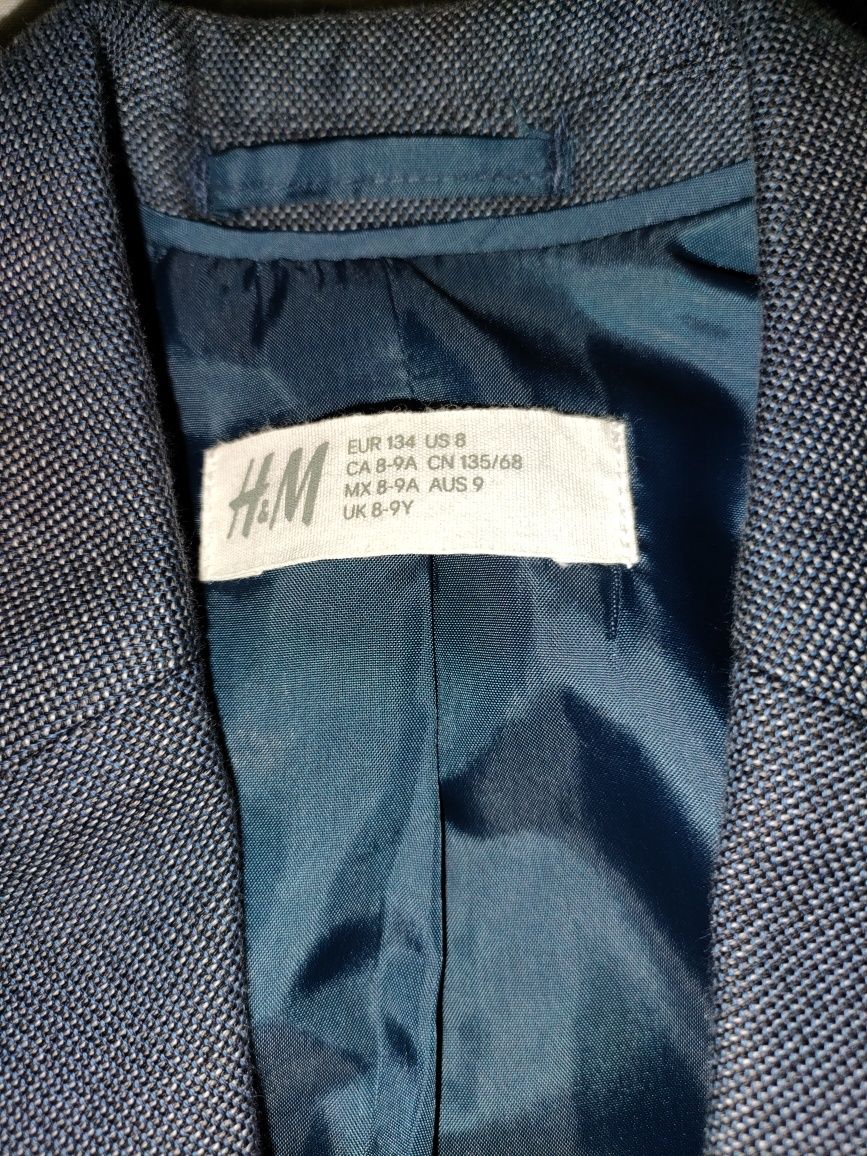 H&M
EUR 134 US 8
CA 8-9A CN 135/68
MX 8-9A AUS 9
UK 8-9Y